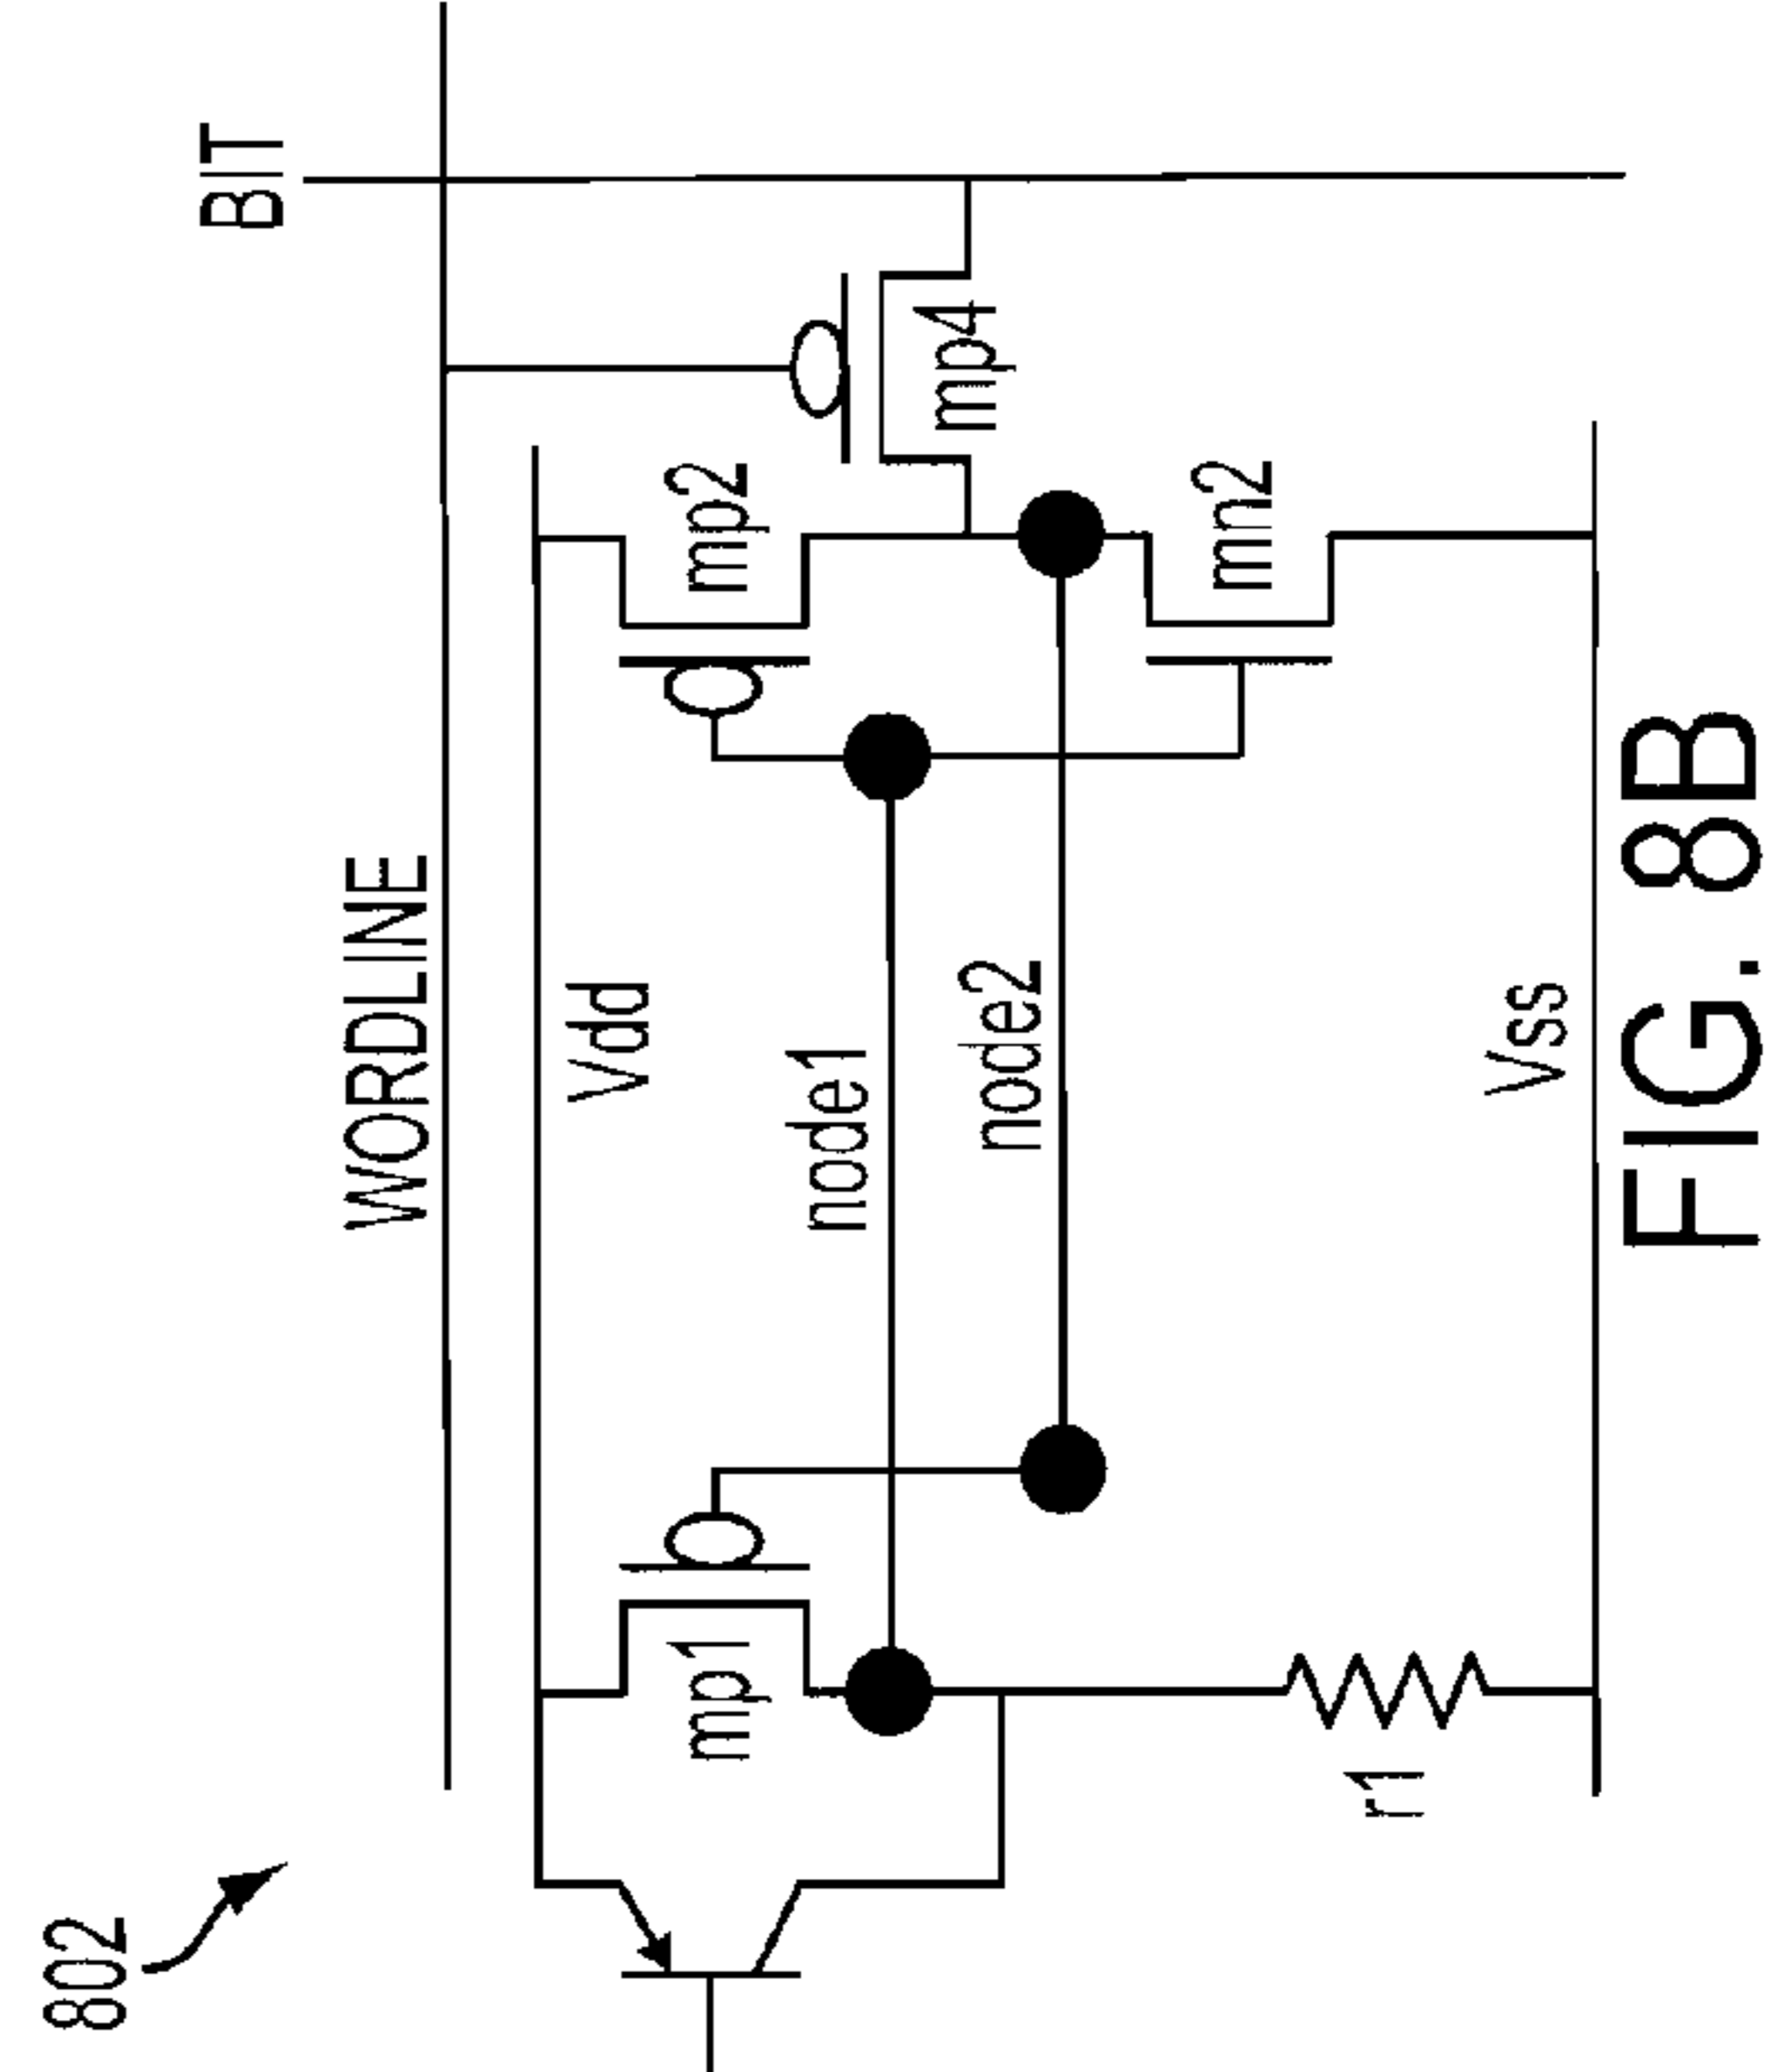 802
BIT
WORDLINE
Vdd
mp1
mp2
node1
mp4
node2
mn2
r1
Vss
FIG. 8B